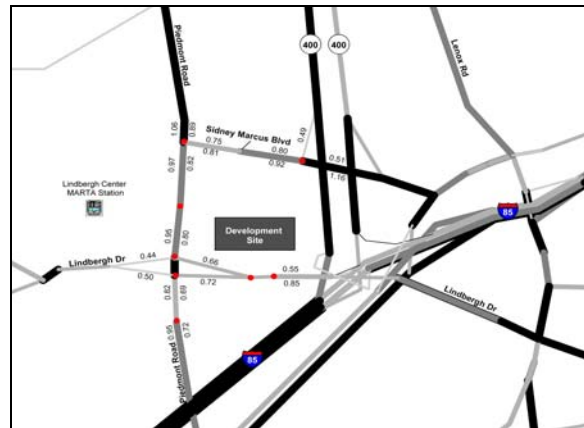 Piedmont Road
400
400
Lenox Rd
1.06
0.89
Sidney Marcus Blvd
0.49
0.75
0.80
0.81
0.92
0.51
1.16
0.97
0.82
Lindbergh Center
MARTA Station
85
Development
Site
0.95
0.80
Lindbergh Dr
0.44
0.66
0.50
0.72
0.55
0.85
0.82
0.69
Lindbergh Dr
0.95
0.72
Piedmont Road
85